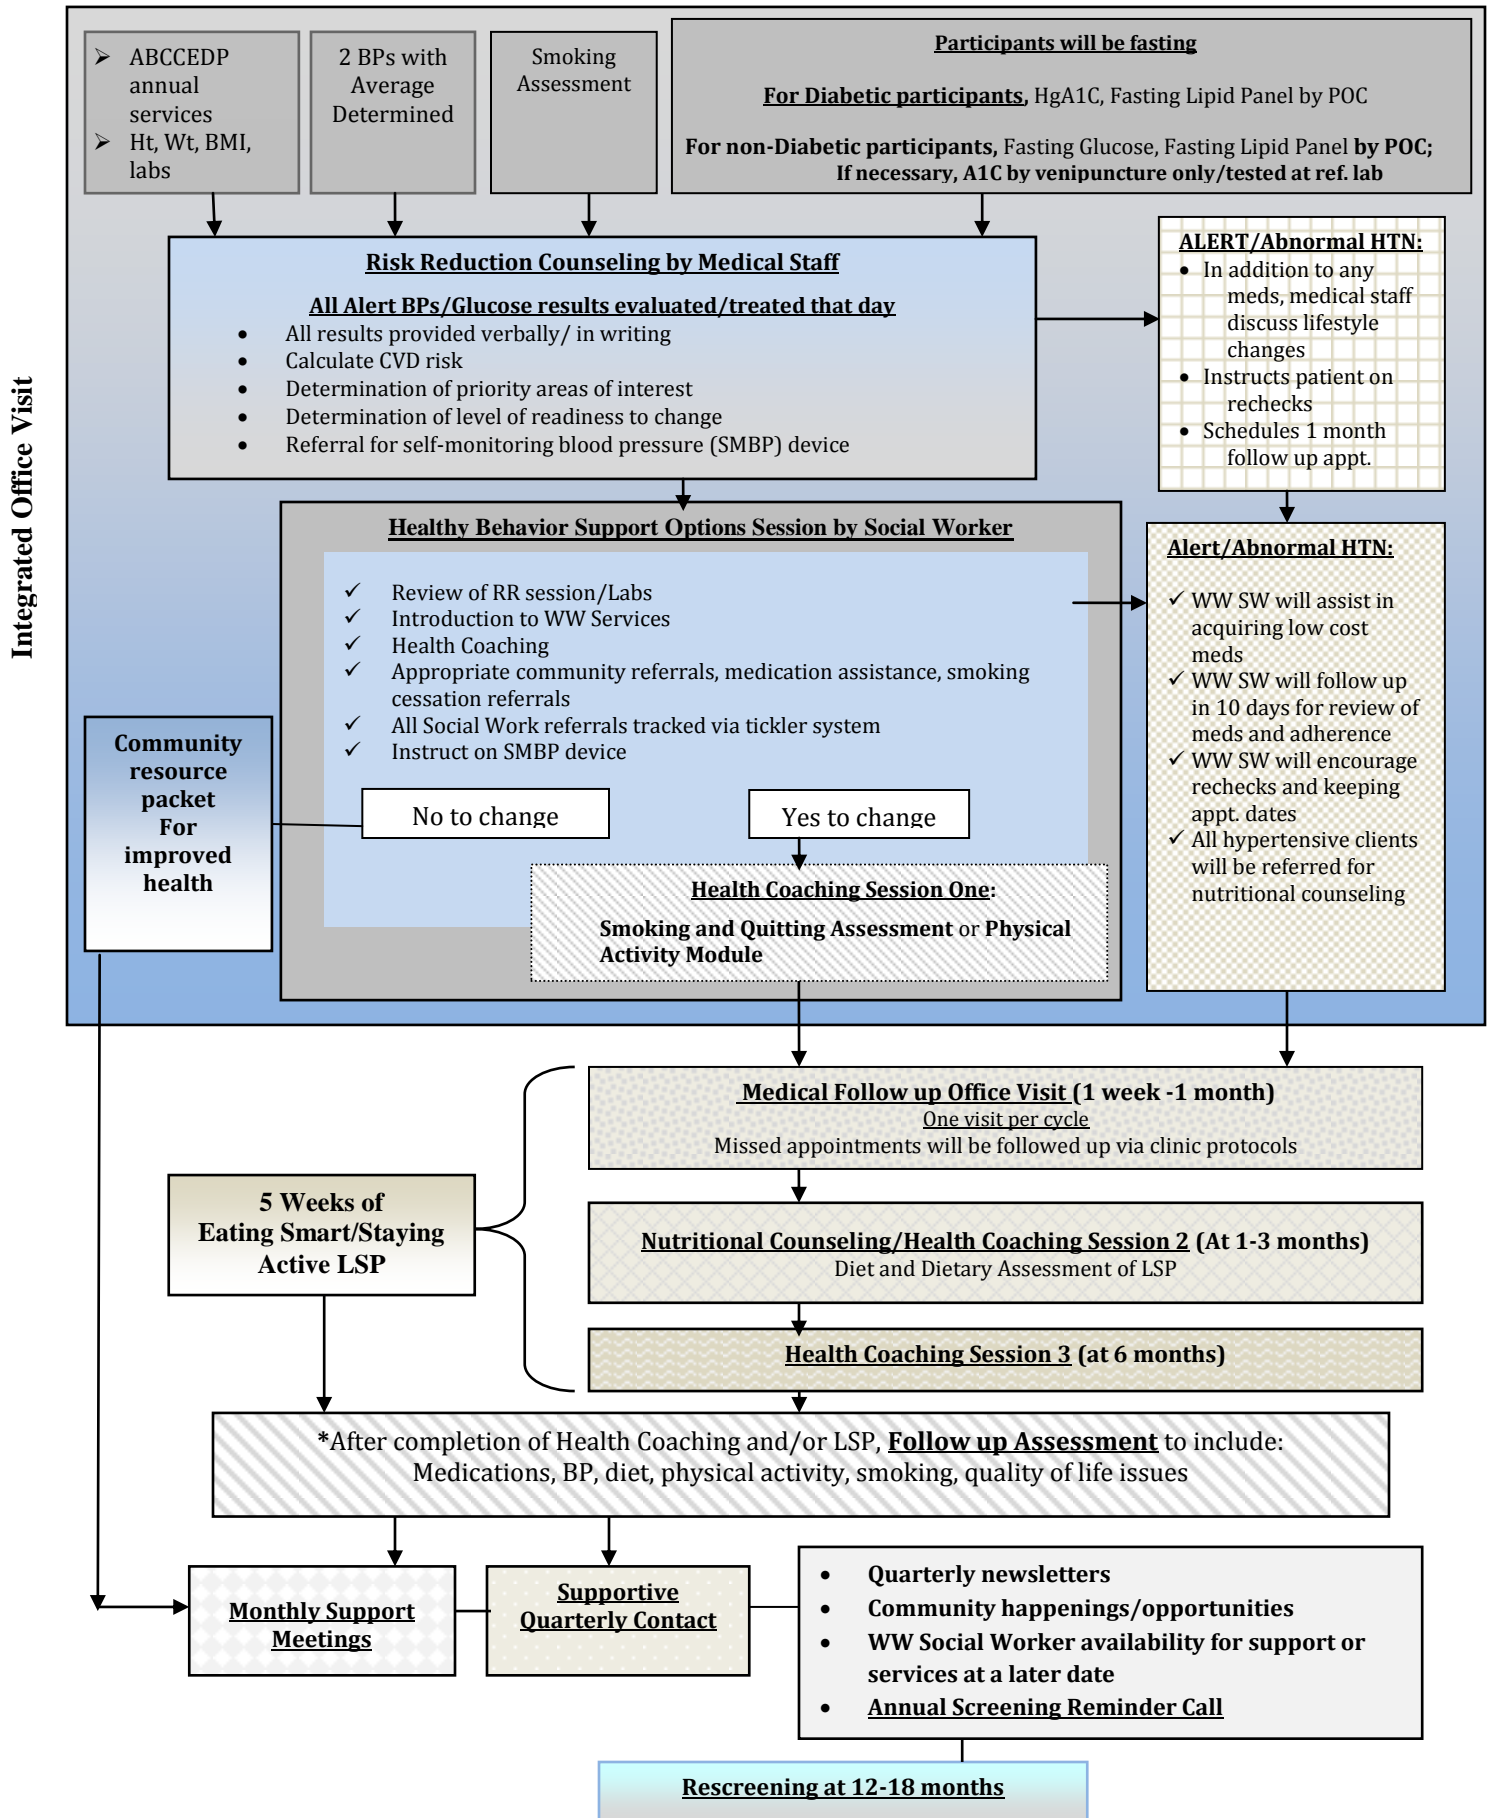 Integrated Office Visit
➢ ABCCEDP
annual
services
➢ Ht, Wt, BMI,
labs
2 BPs with
Average
Determined
Smoking
Assessment
Participants will be fasting
For Diabetic participants, HgA1C, Fasting Lipid Panel by POC
For non-Diabetic participants, Fasting Glucose, Fasting Lipid Panel by POC;
If necessary, A1C by venipuncture only/tested at ref. lab
Risk Reduction Counseling by Medical Staff
All Alert BPs/Glucose results evaluated/treated that day
• All results provided verbally/ in writing
• Calculate CVD risk
• Determination of priority areas of interest
• Determination of level of readiness to change
• Referral for self-monitoring blood pressure (SMBP) device
ALERT/Abnormal HTN:
• In addition to any
meds, medical staff
discuss lifestyle
changes
• Instructs patient on
rechecks
• Schedules 1 month
follow up appt.
Healthy Behavior Support Options Session by Social Worker
✓ Review of RR session/Labs
✓ Introduction to WW Services
✓ Health Coaching
✓ Appropriate community referrals, medication assistance, smoking
cessation referrals
✓ All Social Work referrals tracked via tickler system
✓ Instruct on SMBP device
No to change
Yes to change
Health Coaching Session One:
Smoking and Quitting Assessment or Physical
Activity Module
Alert/Abnormal HTN:
✓ WW SW will assist in
acquiring low cost
meds
✓ WW SW will follow up
in 10 days for review of
meds and adherence
✓ WW SW will encourage
rechecks and keeping
appt. dates
✓ All hypertensive clients
will be referred for
nutritional counseling
Community
resource
packet
For
improved
health
Medical Follow up Office Visit (1 week -1 month)
One visit per cycle
Missed appointments will be followed up via clinic protocols
5 Weeks of
Eating Smart/Staying
Active LSP
Nutritional Counseling/Health Coaching Session 2 (At 1-3 months)
Diet and Dietary Assessment of LSP
Health Coaching Session 3 (at 6 months)
*After completion of Health Coaching and/or LSP, Follow up Assessment to include:
Medications, BP, diet, physical activity, smoking, quality of life issues
Monthly Support
Meetings
Supportive
Quarterly Contact
• Quarterly newsletters
• Community happenings/opportunities
• WW Social Worker availability for support or
services at a later date
• Annual Screening Reminder Call
Rescreening at 12-18 months